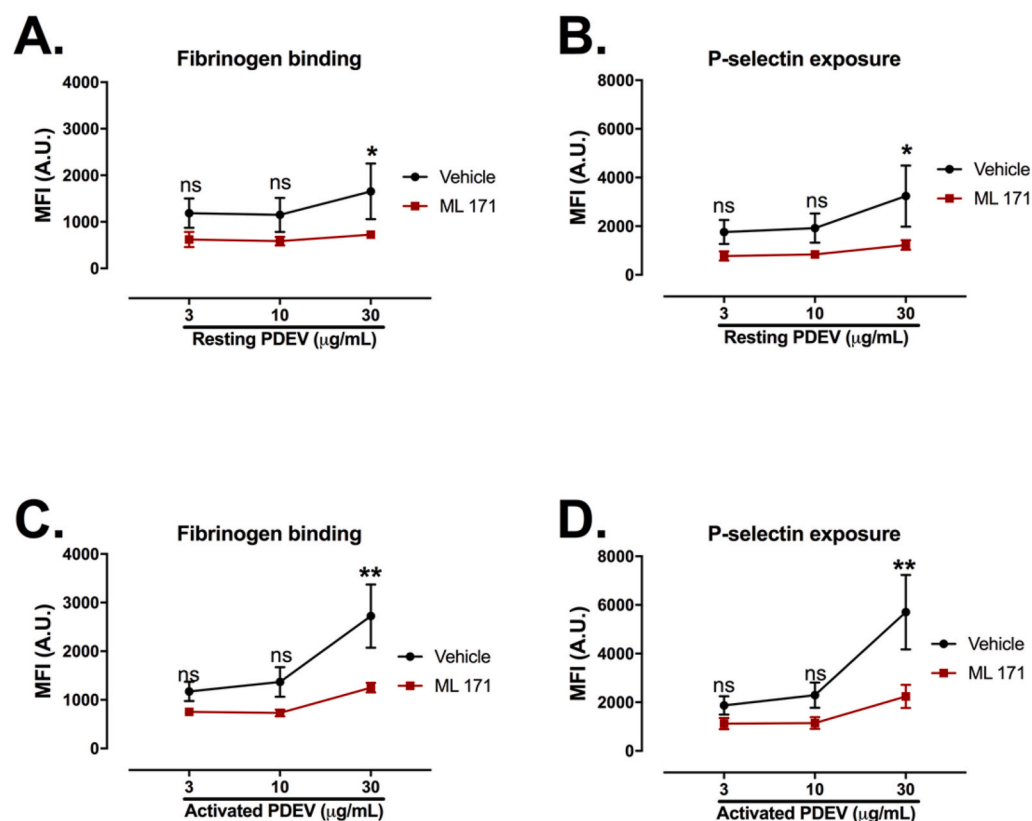 A.
Fibrinogen binding
MFI (A.U.)
4000
3000
2000
1000
0
ns
ns
*
Vehicle
ML 171
3
10
30
Resting PDEV (μg/mL)
B.
P-selectin exposure
MFI (A.U.)
8000
6000
4000
2000
0
ns
ns
*
Vehicle
ML 171
3
10
30
Resting PDEV (μg/mL)
C.
Fibrinogen binding
MFI (A.U.)
4000
3000
2000
1000
0
ns
ns
**
Vehicle
ML 171
3
10
30
Activated PDEV (μg/mL)
D.
P-selectin exposure
MFI (A.U.)
8000
6000
4000
2000
0
ns
ns
**
Vehicle
ML 171
3
10
30
Activated PDEV (μg/mL)